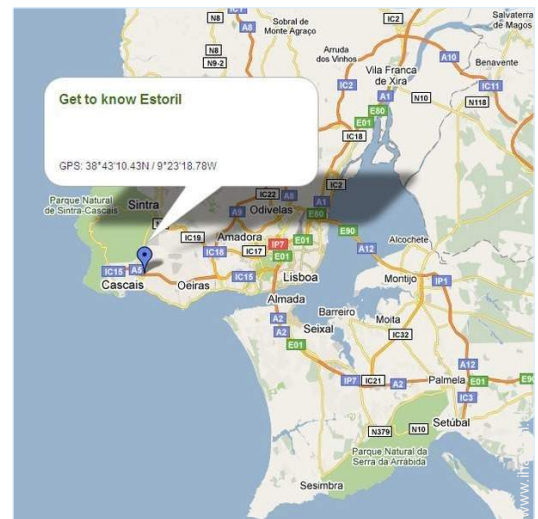 IC1
A8
N8
N9-2
Sobral de
Monte Agraço
IC2
Salvaterra
de Magos
Arruda
dos Vinhos
A10
Benavente
Vila Franca
de Xira
IC2
A1
IC11
E80
N10
N118
E01
IC18
Get to know Estoril
GPS: 38°43'10.43N / 9°23'18.78W
Parque Natural
de Sintra-Cascais
Sintra
IC22
A8
A1
IC2
A9
Odivelas
E80
IC19
Amadora
IP7
E01
E90
IC16
IC17
E01
A12
Alcochete
IC15
A5
IC15
Lisboa
Cascais
Oeiras
Montijo
IP1
Almada
Barreiro
A2
Seixal
Moita
A2
E01
IC32
A12
IP7
IC21
A2
Palmela
E01
E90
IC3
N379
N10
Setúbal
Parque Natural da
Serra da Arrábida
Sesimbra